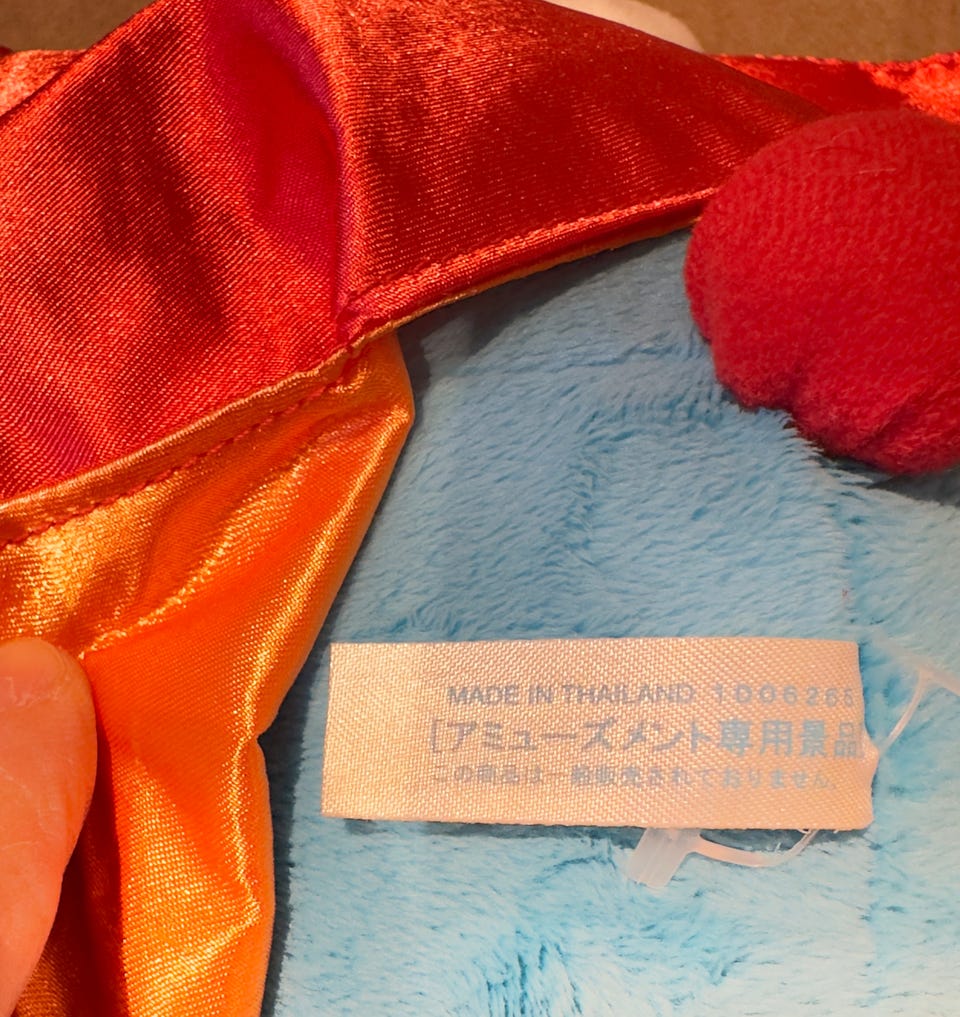 MADE IN THAILAND 1006265
[アミューズメント専用景品
この商品は一般販売されておりません。